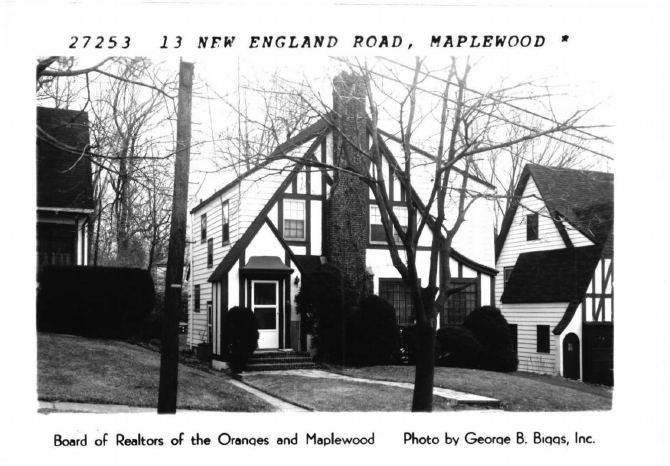 27253 13 NEW ENGLAND ROAD, MAPLEWOOD *
Board of Realtors of the Oranges and Maplewood Photo by George B. Biggs, Inc.